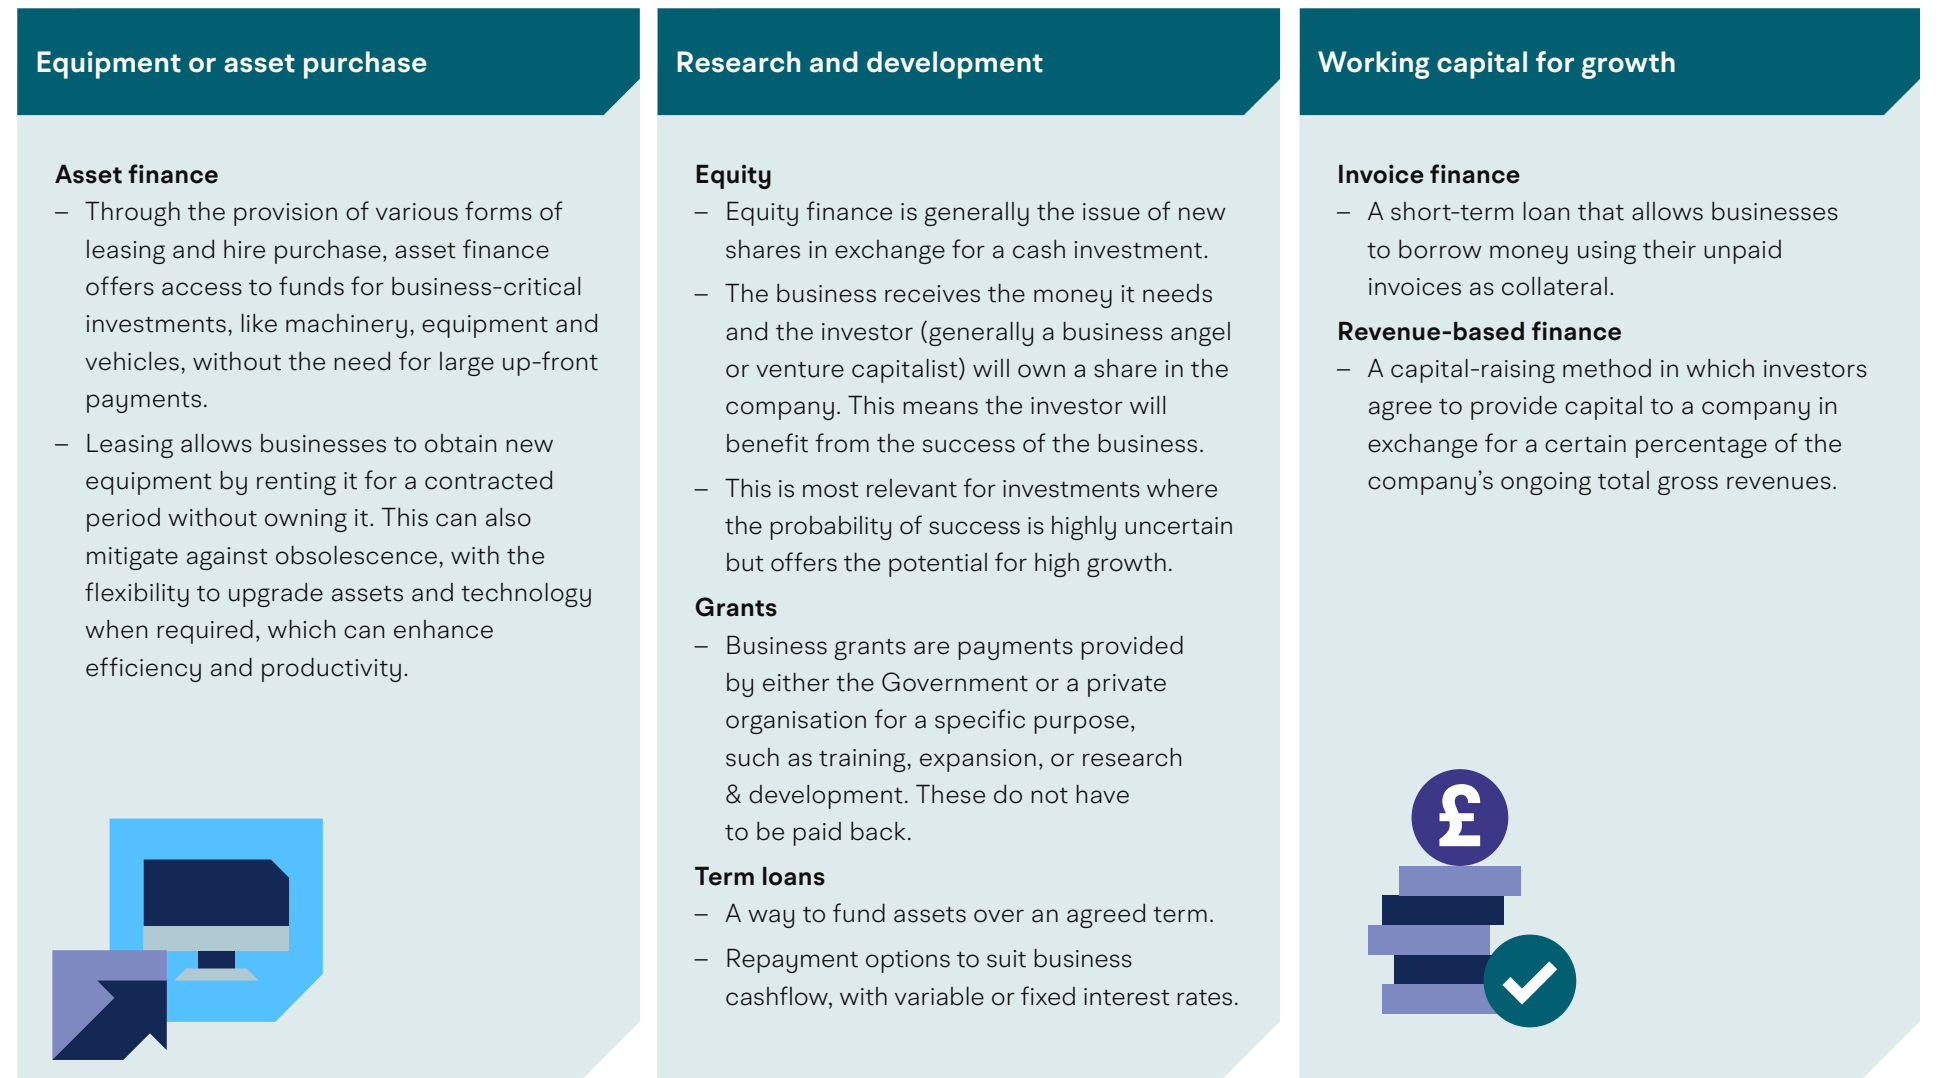 Equipment or asset purchase
Asset finance
– Through the provision of various forms of
leasing and hire purchase, asset finance
offers access to funds for business-critical
investments, like machinery, equipment and
vehicles, without the need for large up-front
payments.
– Leasing allows businesses to obtain new
equipment by renting it for a contracted
period without owning it. This can also
mitigate against obsolescence, with the
flexibility to upgrade assets and technology
when required, which can enhance
efficiency and productivity.
Research and development
Equity
– Equity finance is generally the issue of new
shares in exchange for a cash investment.
– The business receives the money it needs
and the investor (generally a business angel
or venture capitalist) will own a share in the
company. This means the investor will
benefit from the success of the business.
– This is most relevant for investments where
the probability of success is highly uncertain
but offers the potential for high growth.
Grants
– Business grants are payments provided
by either the Government or a private
organisation for a specific purpose,
such as training, expansion, or research
& development. These do not have
to be paid back.
Term loans
– A way to fund assets over an agreed term.
– Repayment options to suit business
cashflow, with variable or fixed interest rates.
Working capital for growth
Invoice finance
– A short-term loan that allows businesses
to borrow money using their unpaid
invoices as collateral.
Revenue-based finance
– A capital-raising method in which investors
agree to provide capital to a company in
exchange for a certain percentage of the
company’s ongoing total gross revenues.
£